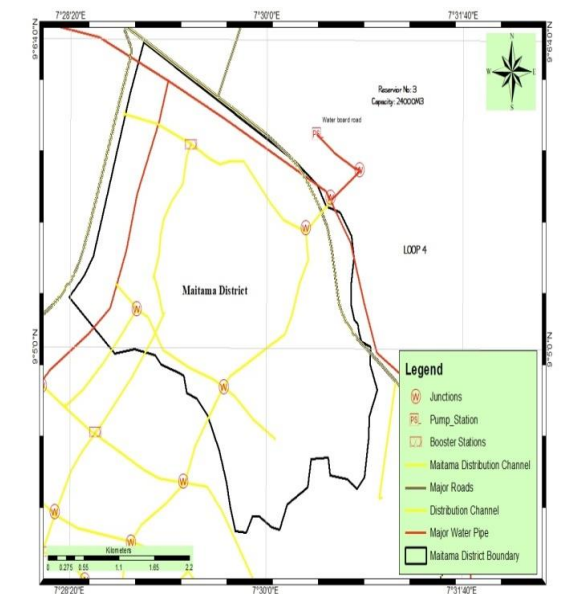 7°28'20"E 7°30'0"E 7°31'40"E
9°6'40"N 9°6'40"N
N
W E
S
Reservior No: 3
Capacity: 24000M3
Water board road
PS
W
W
W
LOOP 4
Maitama District
W
9°5'0"N 9°5'0"N
W
W
W
W
W
Legend
W Junctions
PS Pump_Station
Booster Stations
Maitama Distribution Channel
Major Roads
Distribution Channel
Major Water Pipe
Maitama District Boundary
Kilometers
0 0.275 0.55 1.1 1.65 2.2
7°28'20"E 7°30'0"E 7°31'40"E